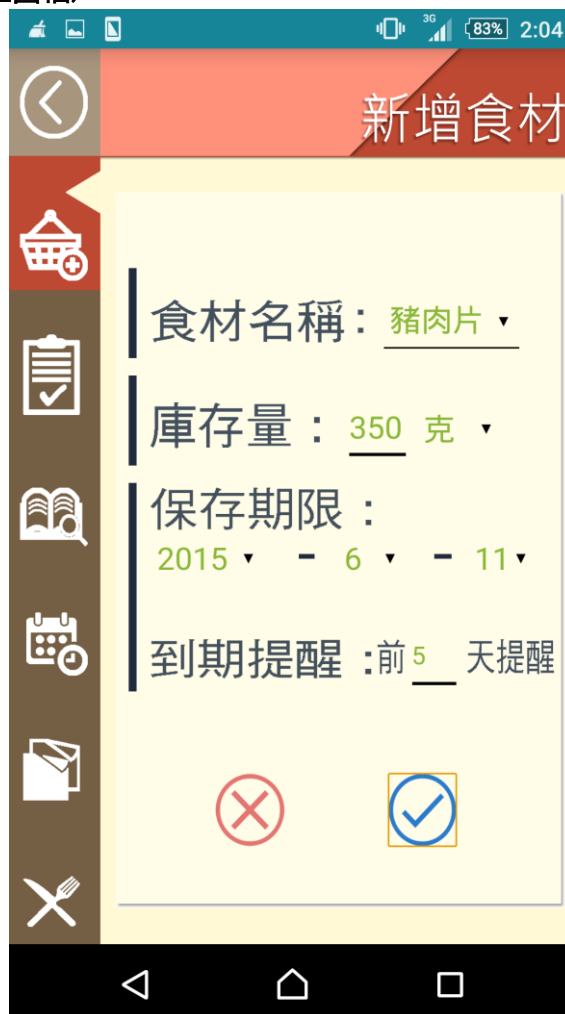 3G 83% 2:04
新增食材
食材名稱：豬肉片
庫存量：350 克
保存期限：
2015 - 6 - 11
到期提醒：前 5 天提醒